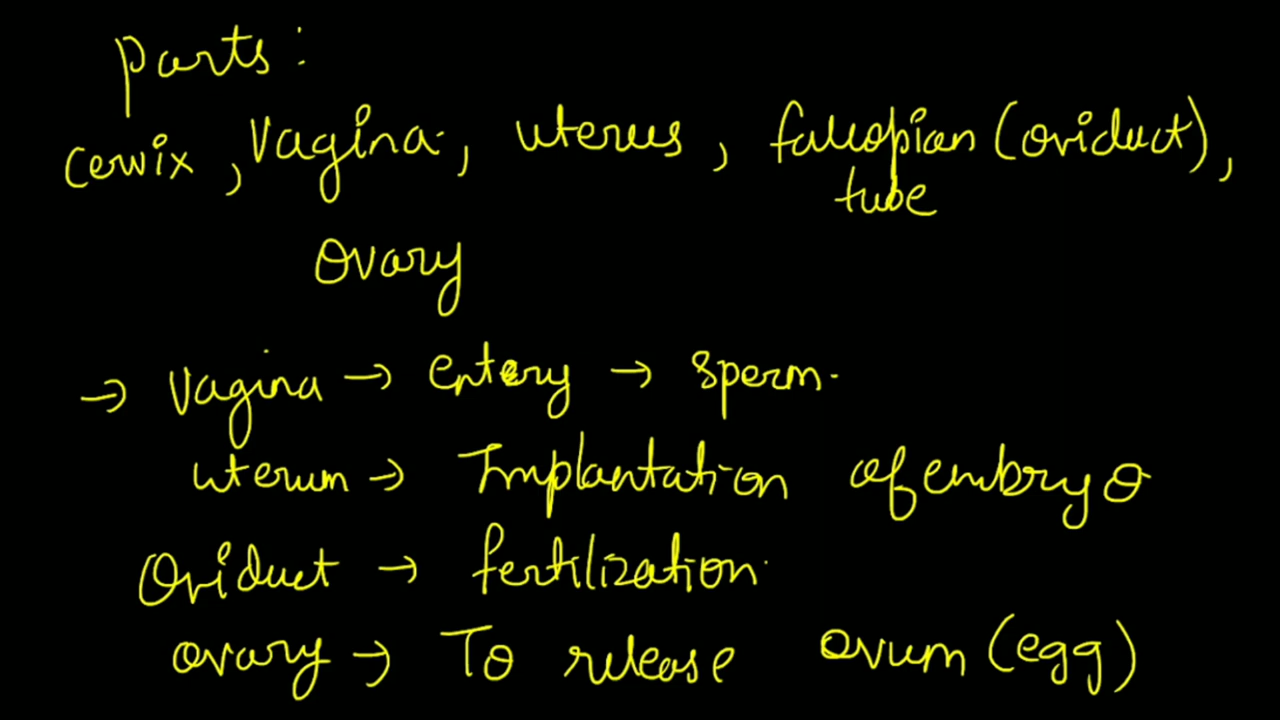 Parts:
Cervix, Vagina, uterus, fallopian (oviduct),
tube
Ovary
→ Vagina → entery → sperm.
uterum → Implantation of embryo
Oviduct → fertilization.
ovary → To release ovum (egg)